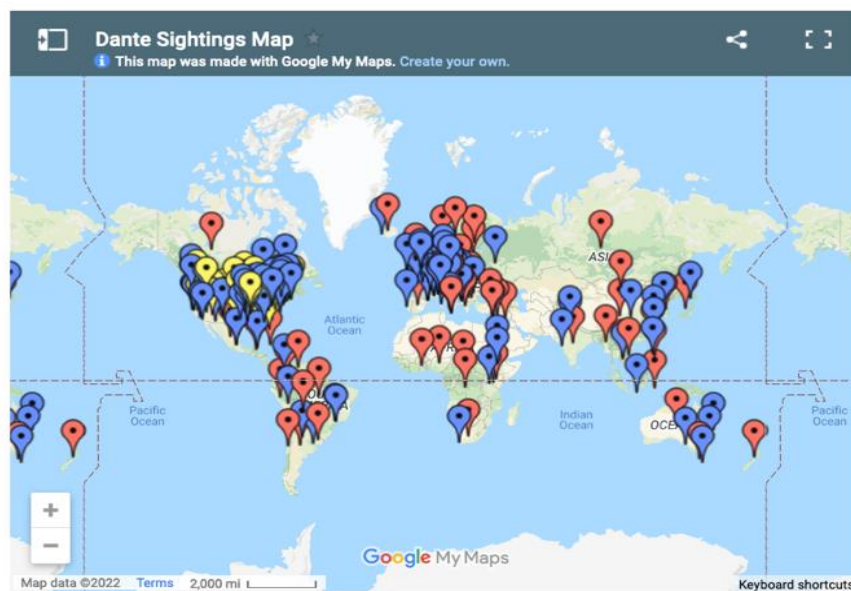 Dante Sightings Map
This map was made with Google My Maps. Create your own.
Atlantic
Ocean
Pacific
Ocean
Indian
Ocean
Pacific
Ocean
Google My Maps
Map data ©2022 Terms 2,000 mi
Keyboard shortcuts